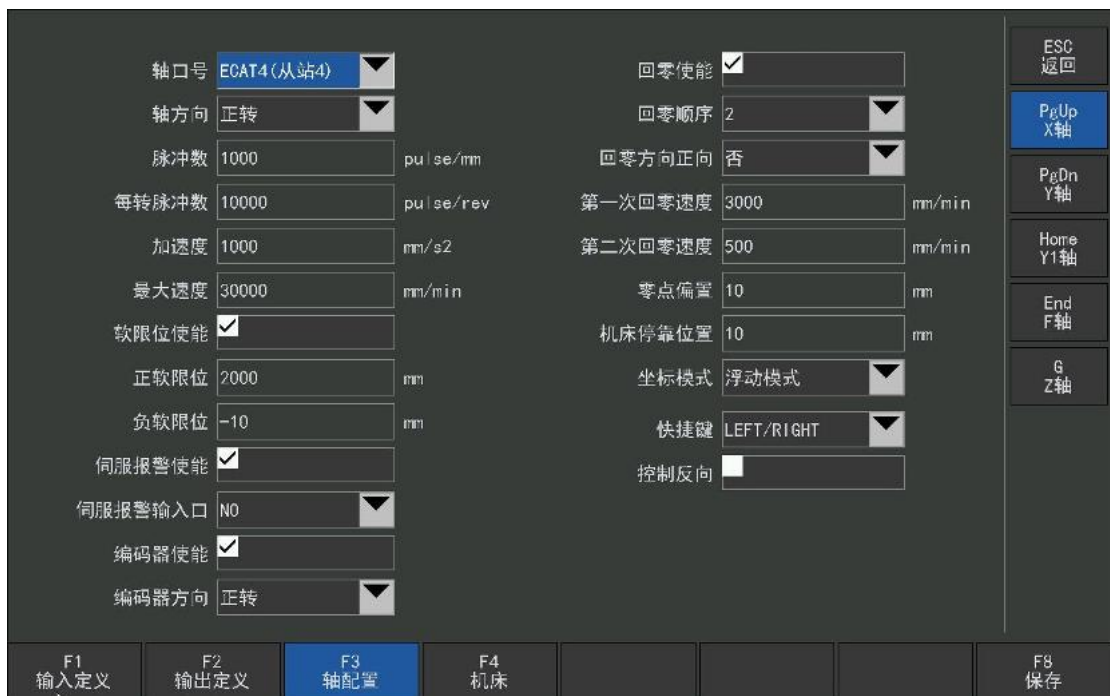 轴口号 ECAT4(从站4)
轴方向 正转
脉冲数 1000 pulse/mm
每转脉冲数 10000 pulse/rev
加速度 1000 mm/s2
最大速度 30000 mm/min
软限位使能
正软限位 2000 mm
负软限位 -10 mm
伺服报警使能
伺服报警输入口 NO
编码器使能
编码器方向 正转
回零使能
回零顺序 2
回零方向正向 否
第一次回零速度 3000 mm/min
第二次回零速度 500 mm/min
零点偏置 10 mm
机床停靠位置 10 mm
坐标模式 浮动模式
快捷键 LEFT/RIGHT
控制反向
ESC
返回
PgUp
X轴
PgDn
Y轴
Home
Y1轴
End
F轴
G
Z轴
F1
输入定义
F2
输出定义
F3
轴配置
F4
机床
F8
保存